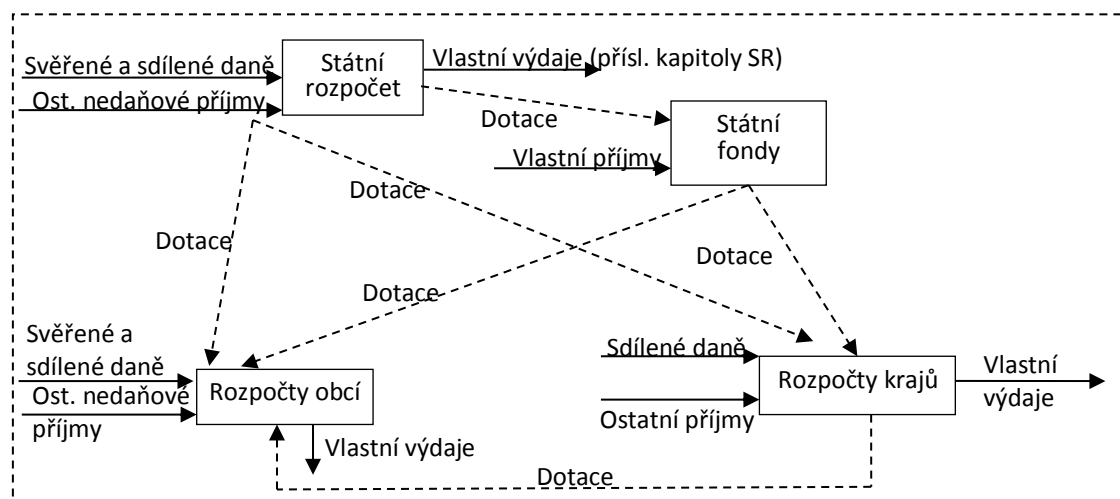 Svěřené a sdílené daně
Ost. nedaňové příjmy
Státní
rozpočet
Vlastní výdaje (přísl. kapitoly SR)
Dotace
Státní
fondy
Vlastní příjmy
Dotace
Dotace
Dotace
Dotace
Svěřené a
sdílené daně
Ost. nedaňové
příjmy
Rozpočty obcí
Vlastní výdaje
Sdílené daně
Ostatní příjmy
Rozpočty krajů
Vlastní
výdaje
Dotace